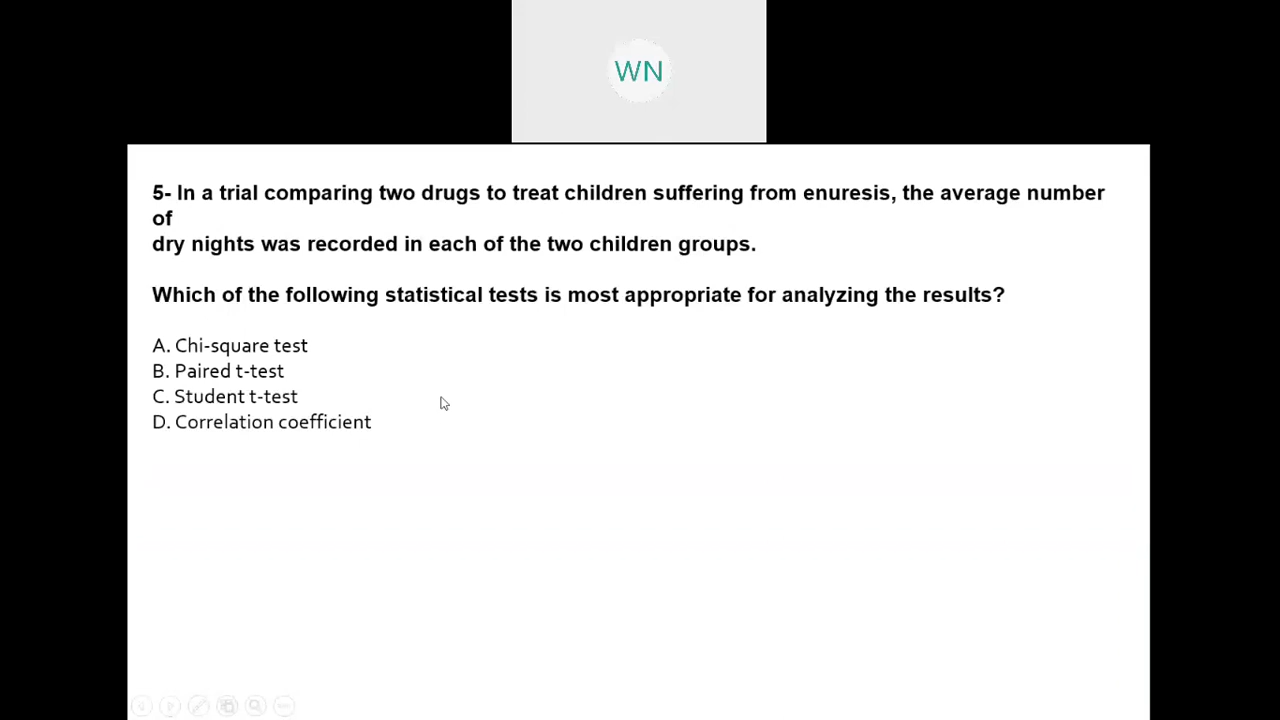 WN
5- In a trial comparing two drugs to treat children suffering from enuresis, the average number
of
dry nights was recorded in each of the two children groups.
Which of the following statistical tests is most appropriate for analyzing the results?
A. Chi-square test
B. Paired t-test
C. Student t-test
D. Correlation coefficient